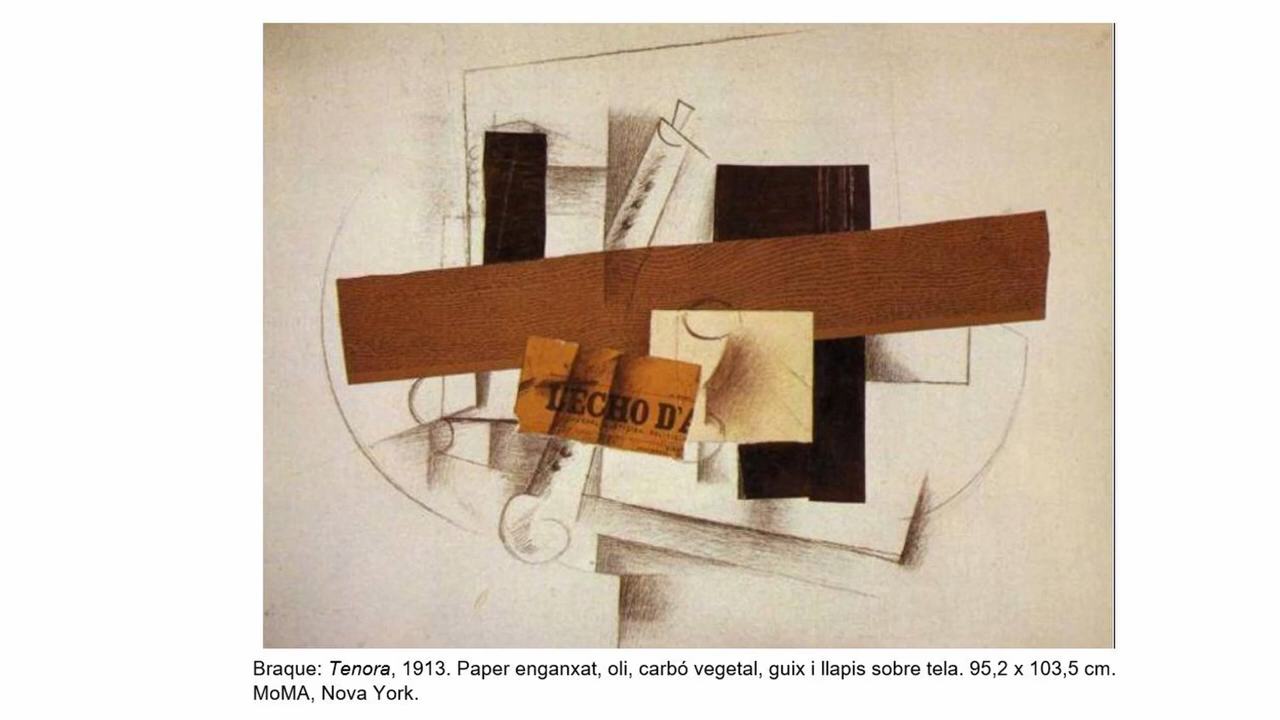 L'ECHO D'A
Braque: Tenora, 1913. Paper enganxat, oli, carbó vegetal, guix i llapis sobre tela. 95,2 x 103,5 cm.
MoMA, Nova York.